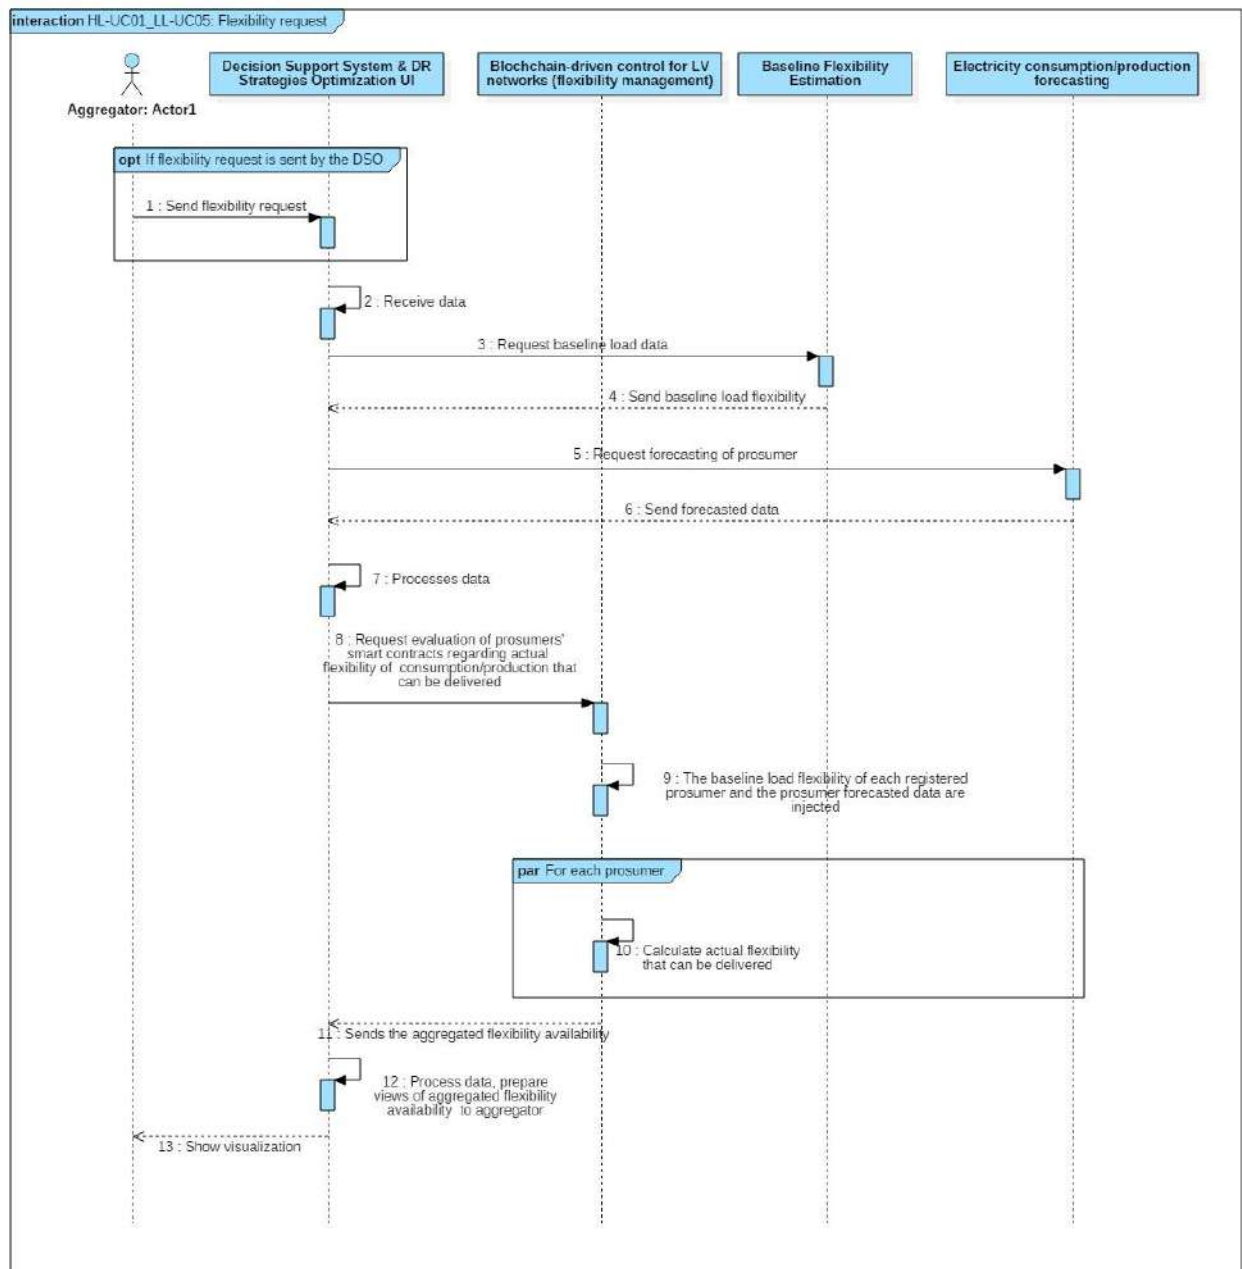 interaction HL-UC01_LL-UC05: Flexibility request
Aggregator: Actor1
Decision Support System & DR
Strategies Optimization UI
Blochchain-driven control for LV
networks (flexibility management)
Baseline Flexibility
Estimation
Electricity consumption/production
forecasting
opt If flexibility request is sent by the DSO
1 : Send flexibility request
2 : Receive data
3 : Request baseline load data
4 : Send baseline load flexibility
5 : Request forecasting of prosumer
6 : Send forecasted data
7 : Processes data
8 : Request evaluation of prosumers'
smart contracts regarding actual
flexibility of consumption/production that
can be delivered
9 : The baseline load flexibility of each registered
prosumer and the prosumer forecasted data are
injected
par For each prosumer
10 : Calculate actual flexibility
that can be delivered
11 : Sends the aggregated flexibility availability
12 : Process data, prepare
views of aggregated flexibility
availability to aggregator
13 : Show visualization